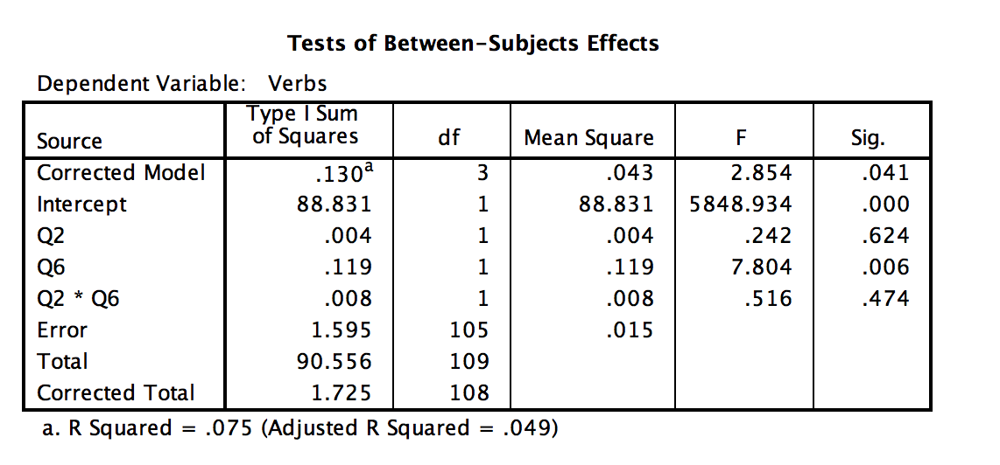 Tests of Between-Subjects Effects
Dependent Variable: Verbs
Source Type I Sum of Squares df Mean Square F Sig.
Corrected Model .130a 3 .043 2.854 .041
Intercept 88.831 1 88.831 5848.934 .000
Q2 .004 1 .004 .242 .624
Q6 .119 1 .119 7.804 .006
Q2 * Q6 .008 1 .008 .516 .474
Error 1.595 105 .015
Total 90.556 109
Corrected Total 1.725 108
a. R Squared = .075 (Adjusted R Squared = .049)